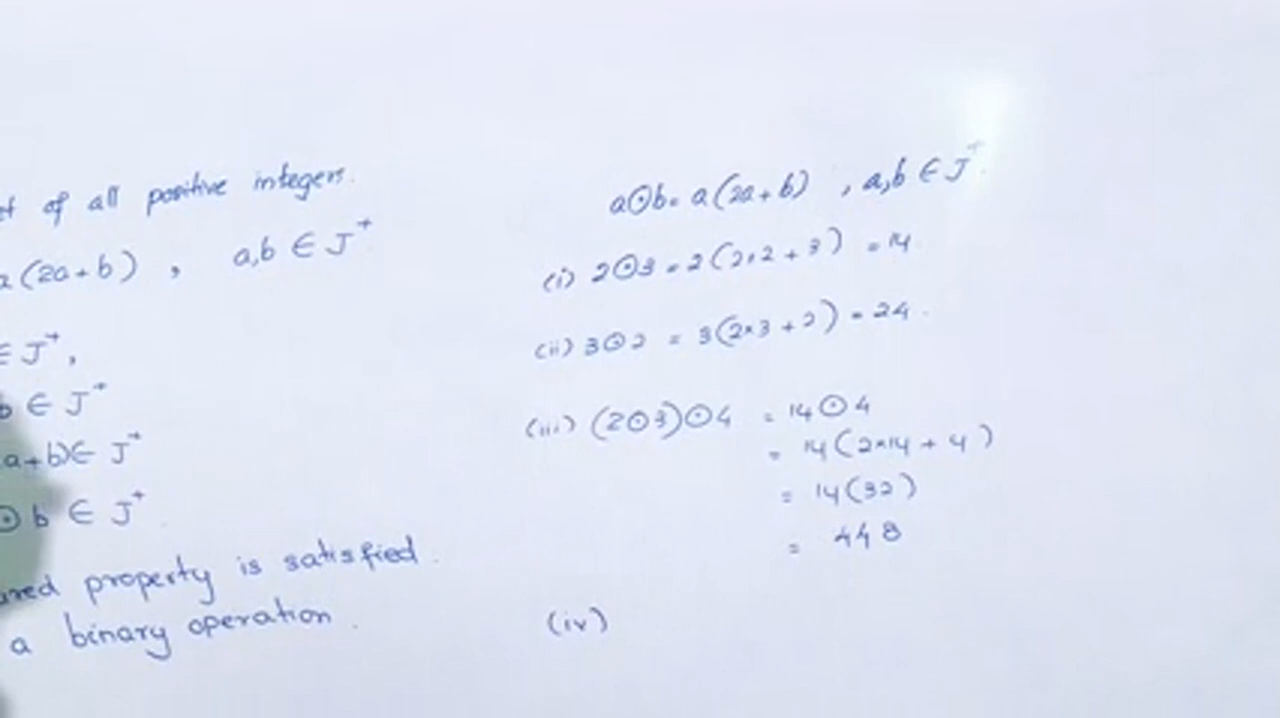 of all positive integers.
(2a+b) , a,b ∈ J⁺
∈ J⁺,
b ∈ J⁺
a+b)∈ J⁺
⊙ b ∈ J⁺
property is satisfied.
a binary operation.
a⊙b = a(2a+b) , a,b ∈ J⁺.
(i) 2⊙3 = 2(2×2 + 3) = 14
(ii) 3⊙2 = 3(2×3 + 2) = 24.
(iii) (2⊙3)⊙4 = 14⊙4
= 14(2×14 + 4)
= 14(32)
= 448
(iv)